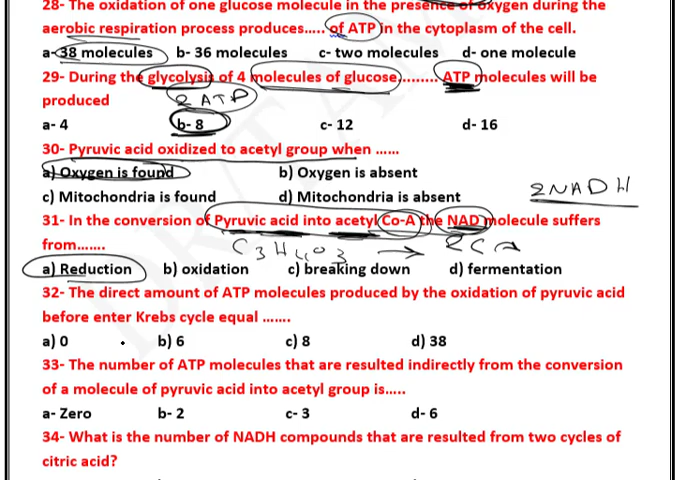 28- The oxidation of one glucose molecule in the presence of oxygen during the
aerobic respiration process produces..... of ATP in the cytoplasm of the cell.
a- 38 molecules b- 36 molecules c- two molecules d- one molecule
29- During the glycolysis of 4 molecules of glucose, ........ ATP molecules will be
produced
2 ATP
a- 4 b- 8 c- 12 d- 16
30- Pyruvic acid oxidized to acetyl group when ......
a) Oxygen is found b) Oxygen is absent
c) Mitochondria is found d) Mitochondria is absent
2NADH
31- In the conversion of Pyruvic acid into acetyl Co-A the NAD molecule suffers
from.......
C3H4O3 →
a) Reduction b) oxidation c) breaking down d) fermentation
32- The direct amount of ATP molecules produced by the oxidation of pyruvic acid
before enter Krebs cycle equal .......
a) 0 b) 6 c) 8 d) 38
33- The number of ATP molecules that are resulted indirectly from the conversion
of a molecule of pyruvic acid into acetyl group is.....
a- Zero b- 2 c- 3 d- 6
34- What is the number of NADH compounds that are resulted from two cycles of
citric acid?